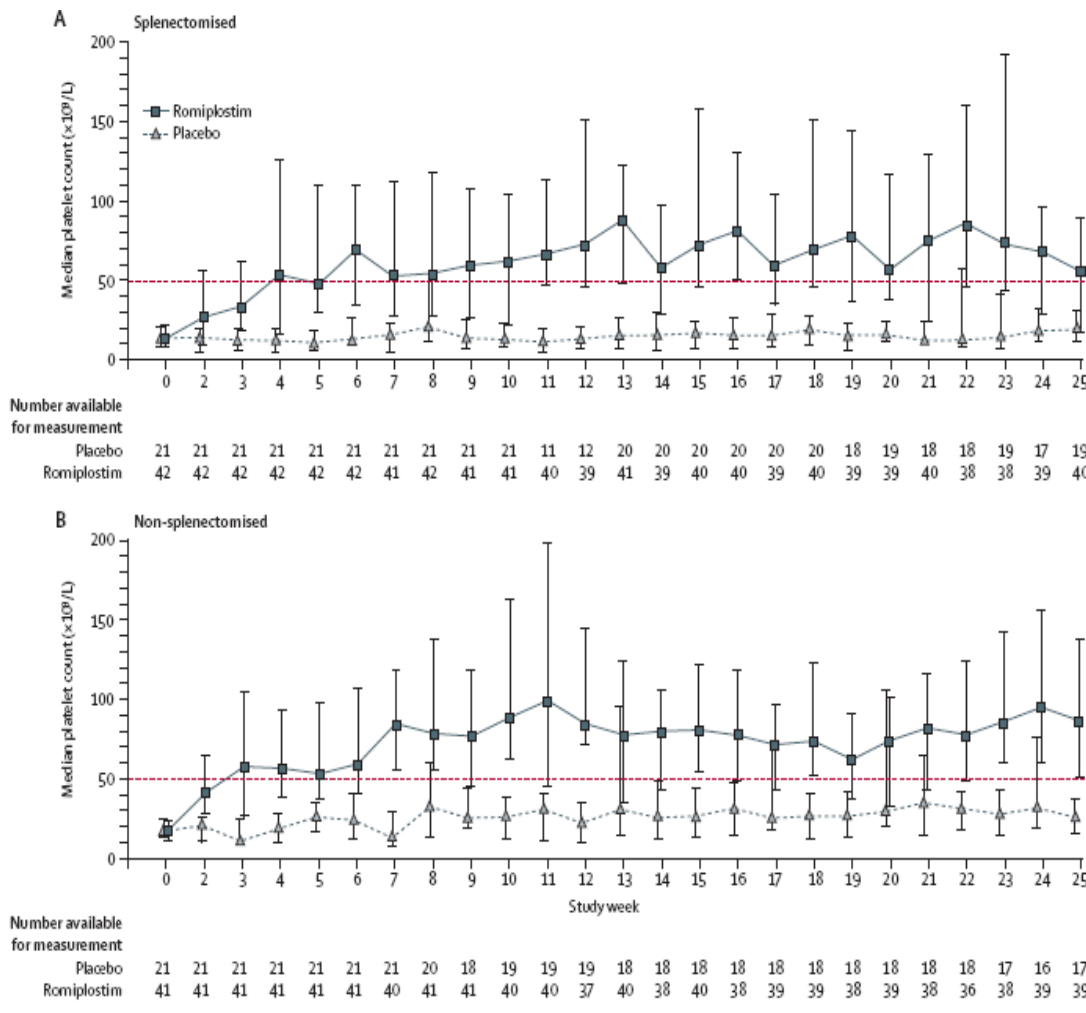 A Splenectomised
200
150
100
50
0
Median platelet count (×10⁹/L)
Romiplostim
Placebo
0 2 3 4 5 6 7 8 9 10 11 12 13 14 15 16 17 18 19 20 21 22 23 24 25
Number available
for measurement
Placebo 21 21 21 21 21 21 21 21 21 21 11 12 20 20 20 20 20 20 18 19 18 18 19 17 19
Romiplostim 42 42 42 42 42 42 41 42 41 41 40 39 41 39 40 40 39 40 39 39 40 38 38 39 40
B Non-splenectomised
200
150
100
50
0
Median platelet count (×10⁹/L)
0 2 3 4 5 6 7 8 9 10 11 12 13 14 15 16 17 18 19 20 21 22 23 24 25
Study week
Number available
for measurement
Placebo 21 21 21 21 21 21 21 20 18 19 19 19 18 18 18 18 18 18 18 18 18 18 17 16 17
Romiplostim 41 41 41 41 41 41 40 41 41 40 40 37 40 38 40 38 39 39 38 39 38 36 38 39 39